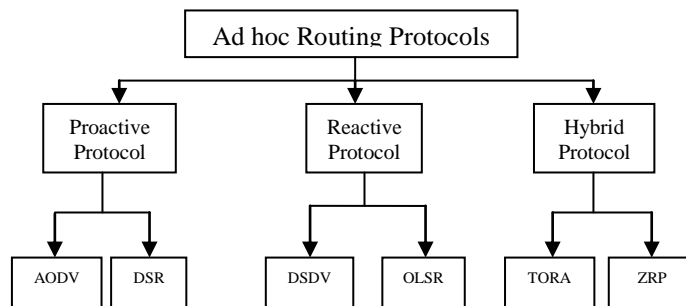 Ad hoc Routing Protocols
Proactive
Protocol
Reactive
Protocol
Hybrid
Protocol
AODV
DSR
DSDV
OLSR
TORA
ZRP